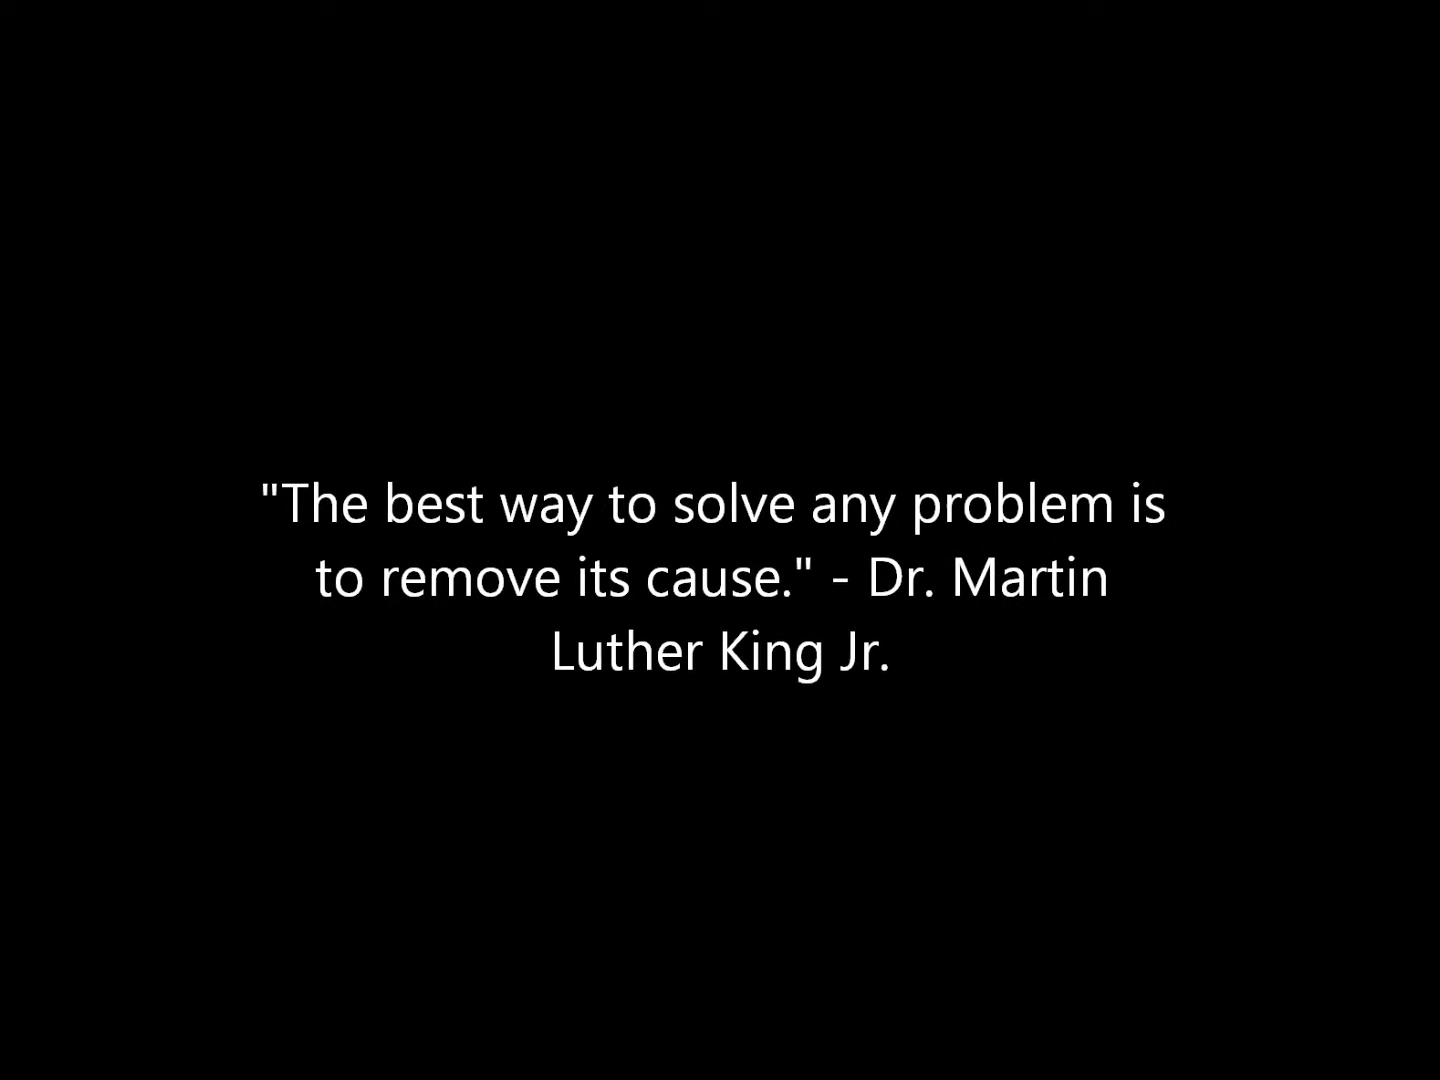 "The best way to solve any problem is
to remove its cause." - Dr. Martin
Luther King Jr.